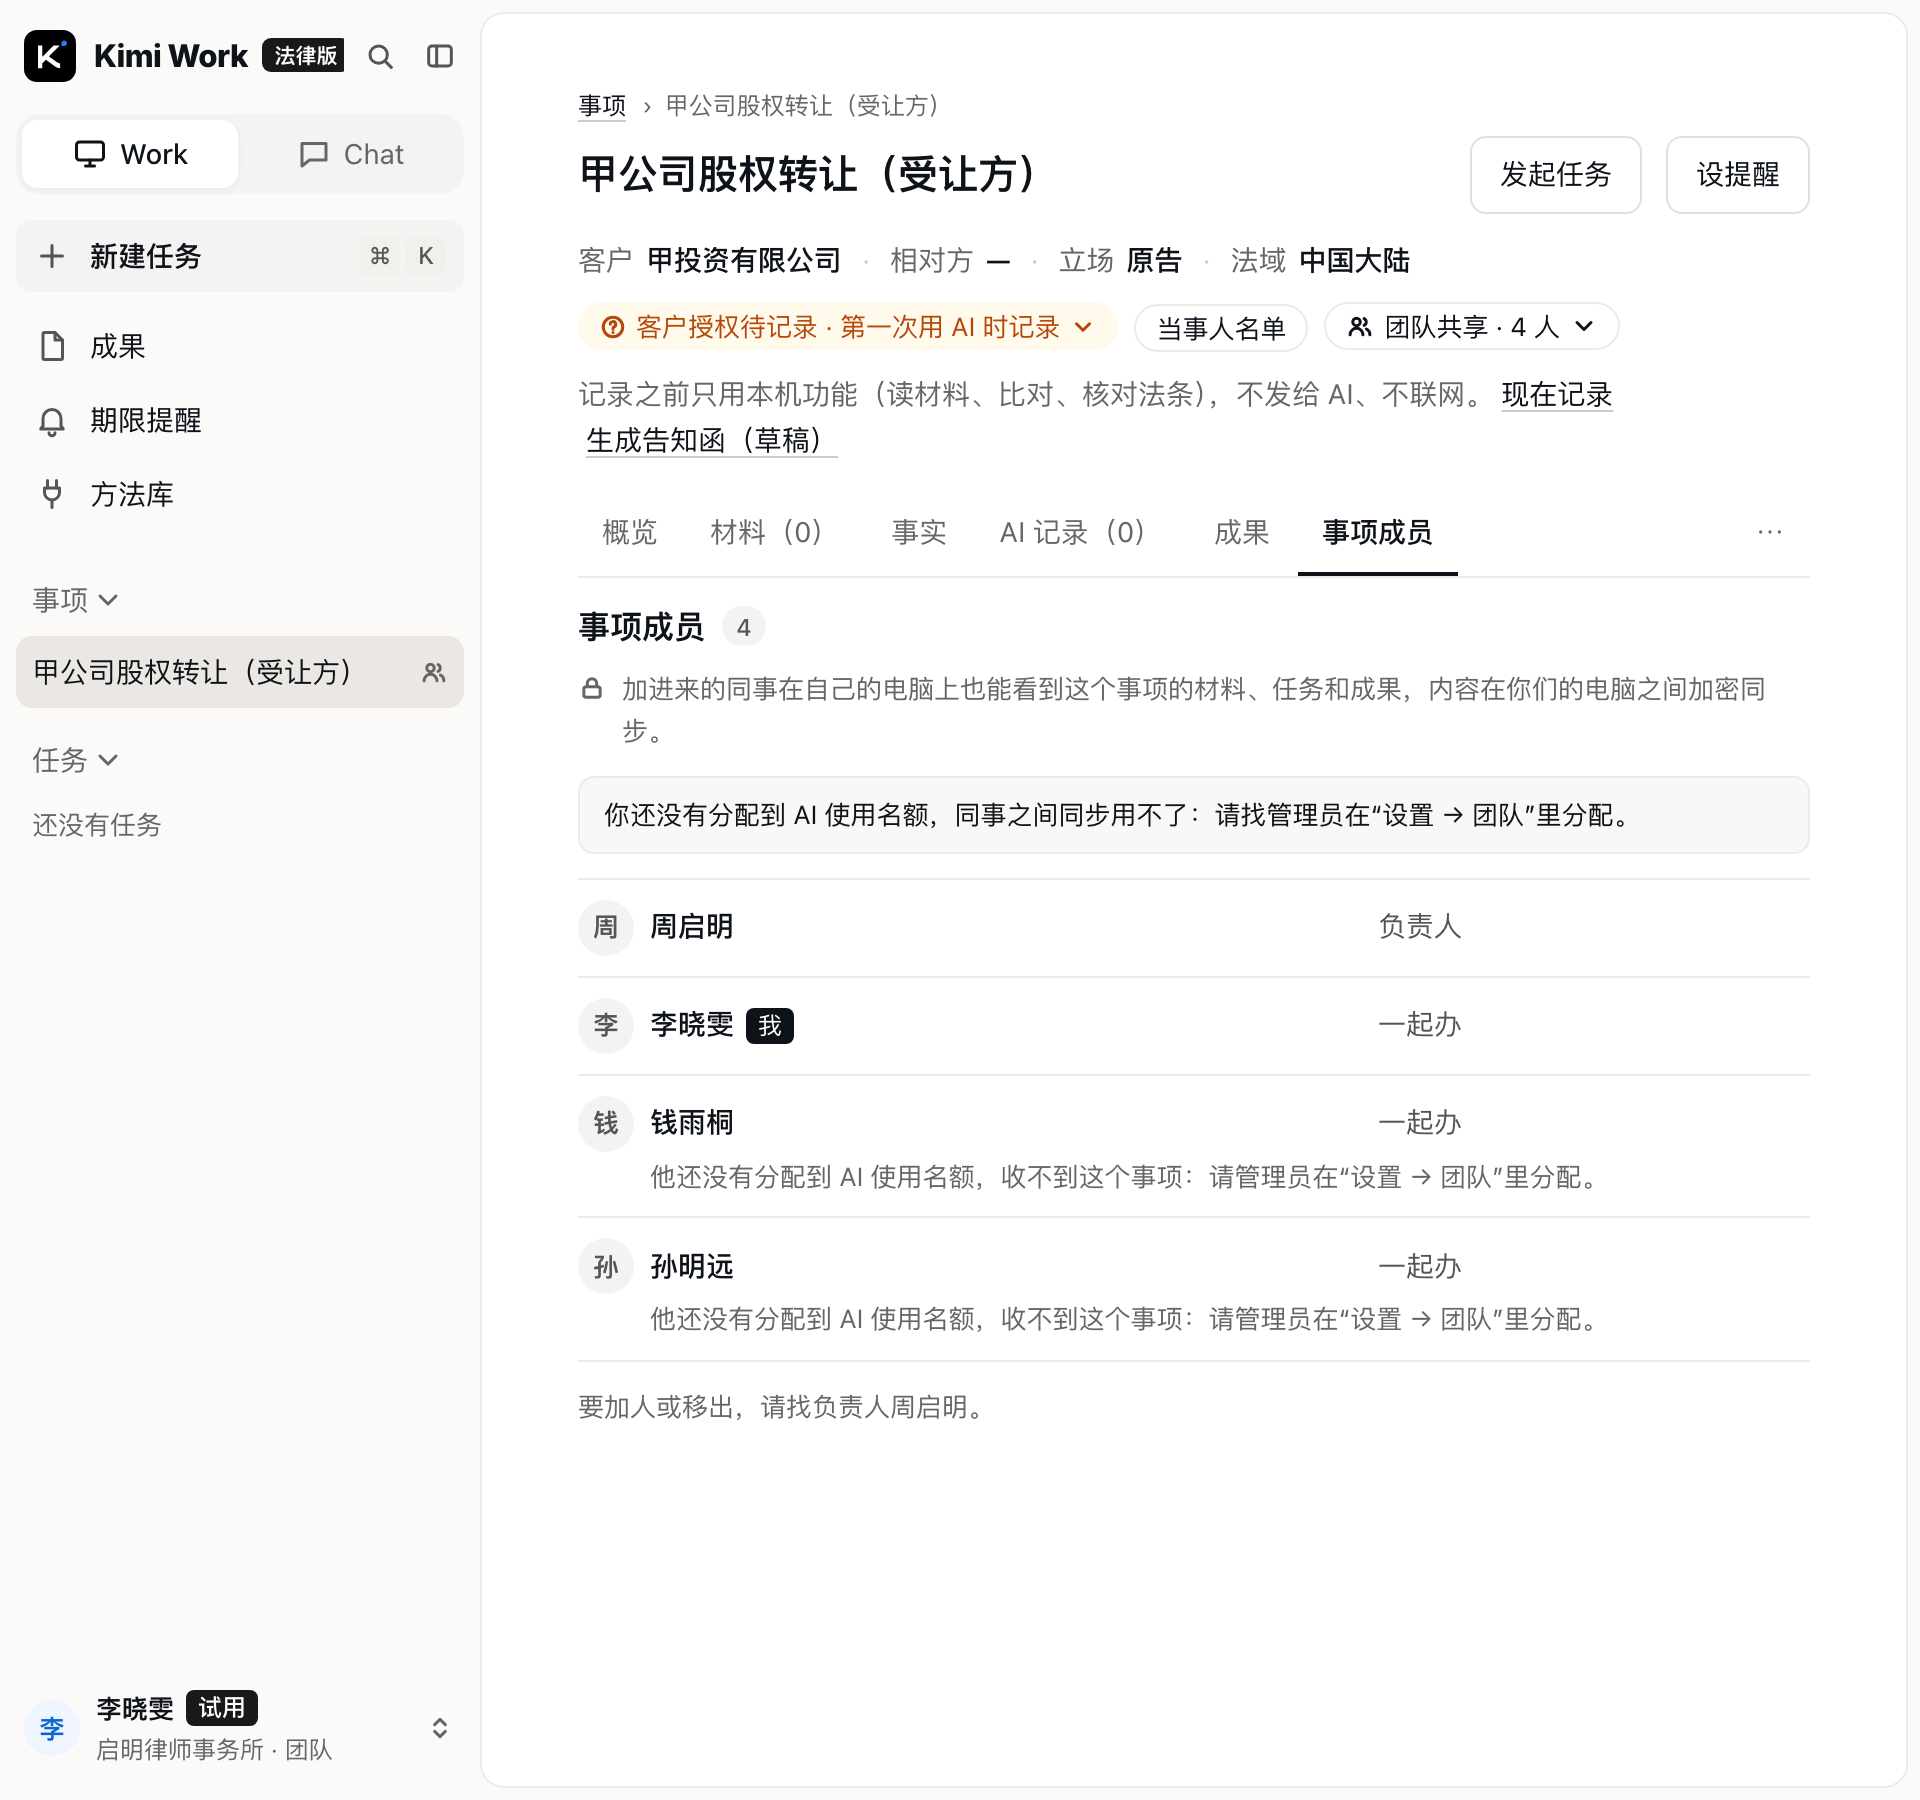 Kimi Work 法律版
Work
Chat
新建任务 ⌘ K
成果
期限提醒
方法库
事项
甲公司股权转让（受让方）
任务
还没有任务
李
李晓雯 试用
启明律师事务所 · 团队
事项 › 甲公司股权转让（受让方）
甲公司股权转让（受让方）
发起任务 设提醒
客户 甲投资有限公司 · 相对方 — · 立场 原告 · 法域 中国大陆
客户授权待记录 · 第一次用 AI 时记录 当事人名单 团队共享 · 4 人
记录之前只用本机功能（读材料、比对、核对法条），不发给 AI、不联网。 现在记录
生成告知函（草稿）
概览 材料（0） 事实 AI 记录（0） 成果 事项成员 ···
事项成员 4
加进来的同事在自己的电脑上也能看到这个事项的材料、任务和成果，内容在你们的电脑之间加密同
步。
你还没有分配到 AI 使用名额，同事之间同步用不了：请找管理员在“设置 → 团队”里分配。
周 周启明 负责人
李 李晓雯 我 一起办
钱 钱雨桐 一起办
他还没有分配到 AI 使用名额，收不到这个事项：请管理员在“设置 → 团队”里分配。
孙 孙明远 一起办
他还没有分配到 AI 使用名额，收不到这个事项：请管理员在“设置 → 团队”里分配。
要加人或移出，请找负责人周启明。